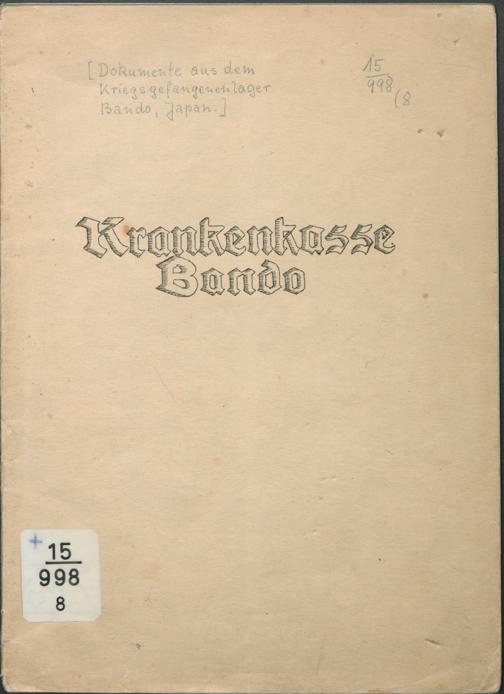 [Dokumente aus dem
Kriegsgefangenenlager
Bando, Japan.]
15
998
(8
Krankenkasse
Bando
+ 15
998
8